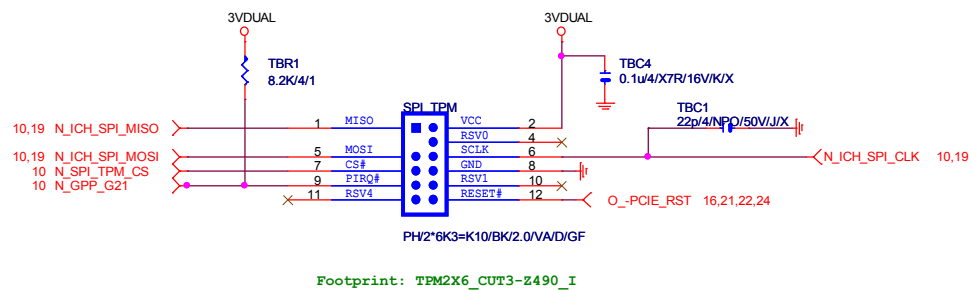 3VDUAL
3VDUAL
TBR1
8.2K/4/1
TBC4
0.1u/4/X7R/16V/K/X
SPI_TPM
TBC1
22p/4/NPO/50V/J/X
10,19 N_ICH_SPI_MISO 1 MISO VCC 2
RSV0 4
10,19 N_ICH_SPI_MOSI 5 MOSI SCLK 6 N_ICH_SPI_CLK 10,19
10 N_SPI_TPM_CS 7 CS# GND 8
10 N_GPP_G21 9 PIRQ# RSV1 10
11 RSV4 RESET# 12 O_-PCIE_RST 16,21,22,24
PH/2*6K3=K10/BK/2.0/VA/D/GF
Footprint: TPM2X6_CUT3-Z490_I